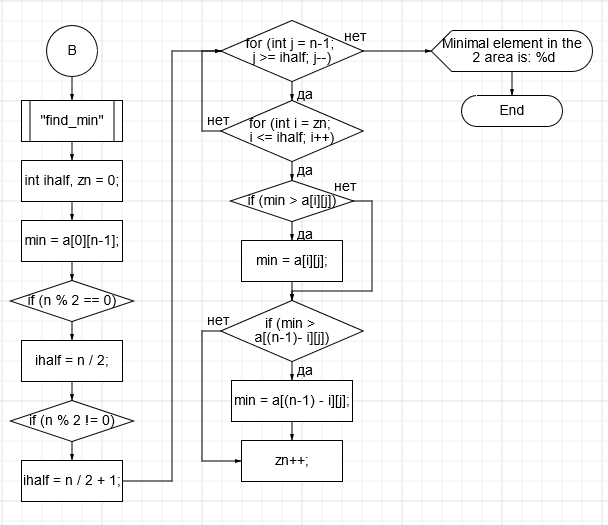 B
"find_min"
int ihalf, zn = 0;
min = a[0][n-1];
if (n % 2 == 0)
ihalf = n / 2;
if (n % 2 != 0)
ihalf = n / 2 + 1;
for (int j = n-1;
j >= ihalf; j--)
нет
да
for (int i = zn;
i <= ihalf; i++)
нет
да
if (min > a[i][j])
нет
да
min = a[i][j];
if (min >
a[(n-1)- i][j])
нет
да
min = a[(n-1) - i][j];
zn++;
Minimal element in the
2 area is: %d
End